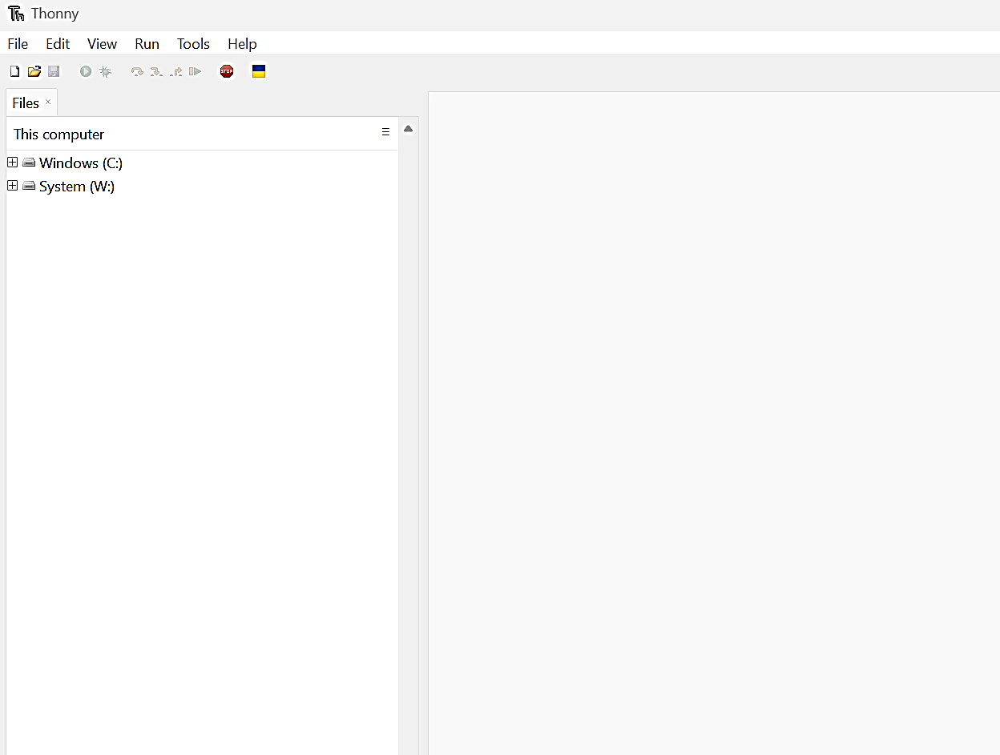 Thonny
File Edit View Run Tools Help
STOP
Files ×
This computer
Windows (C:)
System (W:)